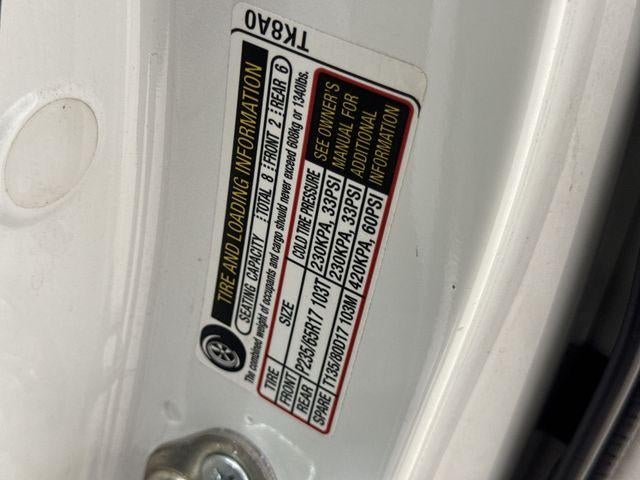 TK8A0
TIRE AND LOADING INFORMATION
SEATING CAPACITY TOTAL 8 FRONT 2 REAR 6
The combined weight of occupants and cargo should never exceed 608kg or 1340lbs.
TIRE SIZE COLD TIRE PRESSURE
FRONT P235/65R17 103T 230KPA, 33PSI
REAR 230KPA, 33PSI
SPARE T135/80D17 103M 420KPA, 60PSI
SEE OWNER'S
MANUAL FOR
ADDITIONAL
INFORMATION